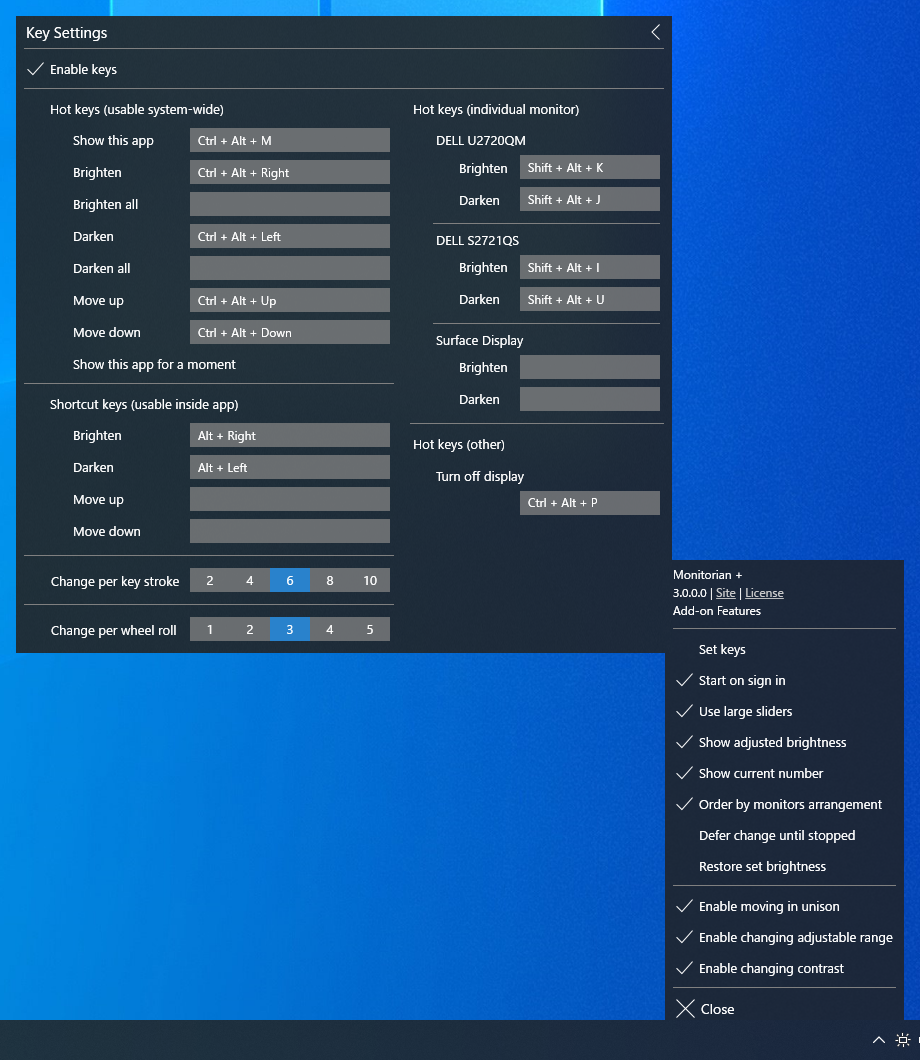 Key Settings
Enable keys
Hot keys (usable system-wide)
Show this app Ctrl + Alt + M
Brighten Ctrl + Alt + Right
Brighten all
Darken Ctrl + Alt + Left
Darken all
Move up Ctrl + Alt + Up
Move down Ctrl + Alt + Down
Show this app for a moment
Shortcut keys (usable inside app)
Brighten Alt + Right
Darken Alt + Left
Move up
Move down
Change per key stroke 2 4 6 8 10
Change per wheel roll 1 2 3 4 5
Hot keys (individual monitor)
DELL U2720QM
Brighten Shift + Alt + K
Darken Shift + Alt + J
DELL S2721QS
Brighten Shift + Alt + I
Darken Shift + Alt + U
Surface Display
Brighten
Darken
Hot keys (other)
Turn off display
Ctrl + Alt + P
Monitorian +
3.0.0.0 | Site | License
Add-on Features
Set keys
Start on sign in
Use large sliders
Show adjusted brightness
Show current number
Order by monitors arrangement
Defer change until stopped
Restore set brightness
Enable moving in unison
Enable changing adjustable range
Enable changing contrast
Close